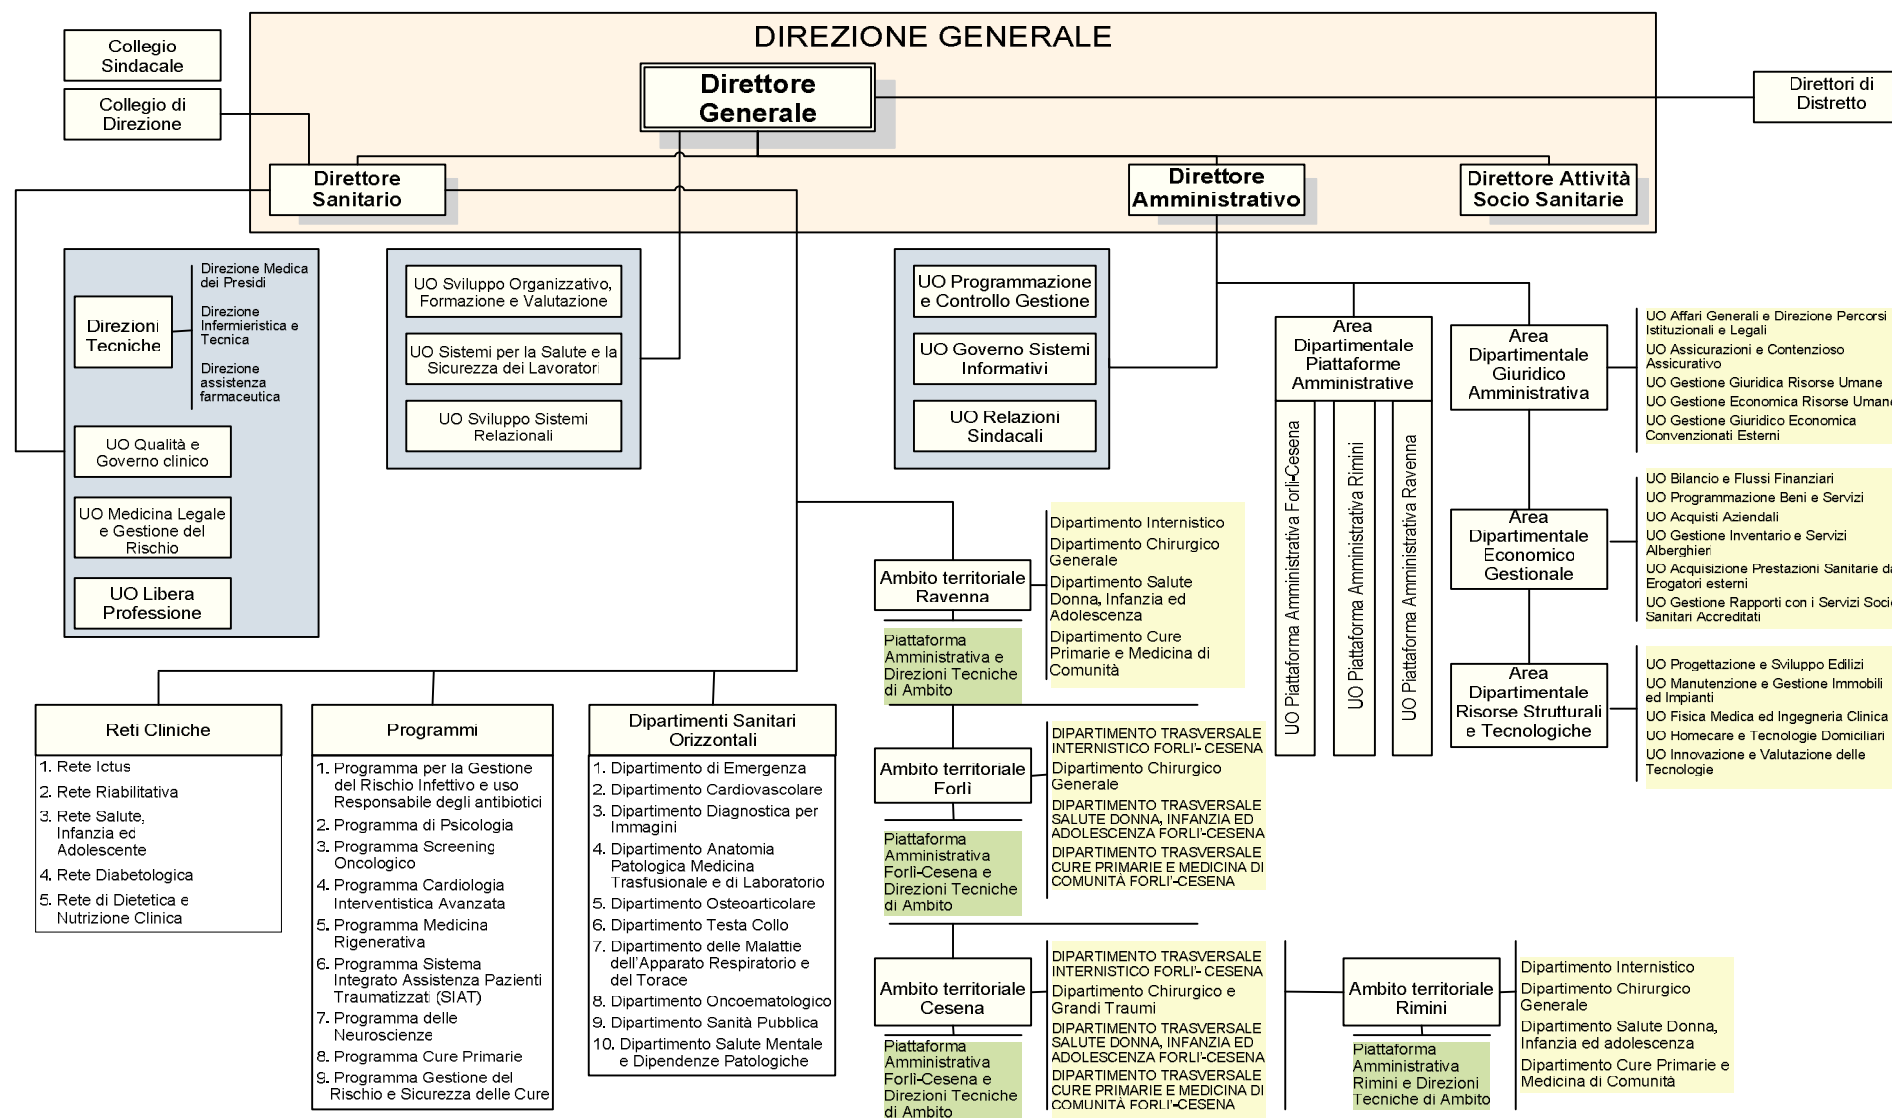 DIREZIONE GENERALE
Collegio
Sindacale
Collegio di
Direzione
Direttore
Generale
Direttori di
Distretto
Direttore
Sanitario
Direttore
Amministrativo
Direttore Attività
Socio Sanitarie
Direzioni
Tecniche
Direzione Medica
dei Presidi
Direzione
Infermieristica e
Tecnica
Direzione
assistenza
farmaceutica
UO Qualità e
Governo clinico
UO Medicina Legale
e Gestione del
Rischio
UO Libera
Professione
UO Sviluppo Organizzativo,
Formazione e Valutazione
UO Sistemi per la Salute e la
Sicurezza dei Lavoratori
UO Sviluppo Sistemi
Relazionali
UO Programmazione
e Controllo Gestione
UO Governo Sistemi
Informativi
UO Relazioni
Sindacali
Area
Dipartimentale
Piattaforme
Amministrative
UO Piattaforma Amministrativa Forlì-Cesena
UO Piattaforma Amministrativa Rimini
UO Piattaforma Amministrativa Ravenna
Area
Dipartimentale
Giuridico
Amministrativa
UO Affari Generali e Direzione Percorsi
Istituzionali e Legali
UO Assicurazioni e Contenzioso
Assicurativo
UO Gestione Giuridica Risorse Umane
UO Gestione Economica Risorse Umane
UO Gestione Giuridico Economica
Convenzionati Esterni
Area
Dipartimentale
Economico
Gestionale
UO Bilancio e Flussi Finanziari
UO Programmazione Beni e Servizi
UO Acquisti Aziendali
UO Gestione Inventario e Servizi
Alberghieri
UO Acquisizione Prestazioni Sanitarie da
Erogatori esterni
UO Gestione Rapporti con i Servizi Socio
Sanitari Accreditati
Area
Dipartimentale
Risorse Strutturali
e Tecnologiche
UO Progettazione e Sviluppo Edilizi
UO Manutenzione e Gestione Immobili
ed Impianti
UO Fisica Medica ed Ingegneria Clinica
UO Homecare e Tecnologie Domiciliari
UO Innovazione e Valutazione delle
Tecnologie
Ambito territoriale
Ravenna
Piattaforma
Amministrativa e
Direzioni Tecniche
di Ambito
Dipartimento Internistico
Dipartimento Chirurgico
Generale
Dipartimento Salute
Donna, Infanzia ed
Adolescenza
Dipartimento Cure
Primarie e Medicina di
Comunità
Reti Cliniche
1. Rete Ictus
2. Rete Riabilitativa
3. Rete Salute,
Infanzia ed
Adolescente
4. Rete Diabetologica
5. Rete di Dietetica e
Nutrizione Clinica
Programmi
1. Programma per la Gestione
del Rischio Infettivo e uso
Responsabile degli antibiotici
2. Programma di Psicologia
3. Programma Screening
Oncologico
4. Programma Cardiologia
Interventistica Avanzata
5. Programma Medicina
Rigenerativa
6. Programma Sistema
Integrato Assistenza Pazienti
Traumatizzati (SIAT)
7. Programma delle
Neuroscienze
8. Programma Cure Primarie
9. Programma Gestione del
Rischio e Sicurezza delle Cure
Dipartimenti Sanitari
Orizzontali
1. Dipartimento di Emergenza
2. Dipartimento Cardiovascolare
3. Dipartimento Diagnostica per
Immagini
4. Dipartimento Anatomia
Patologica Medicina
Trasfusionale e di Laboratorio
5. Dipartimento Osteoarticolare
6. Dipartimento Testa Collo
7. Dipartimento delle Malattie
dell'Apparato Respiratorio e
del Torace
8. Dipartimento Oncoematologico
9. Dipartimento Sanità Pubblica
10. Dipartimento Salute Mentale
e Dipendenze Patologiche
Ambito territoriale
Forlì
Piattaforma
Amministrativa
Forlì-Cesena e
Direzioni Tecniche
di Ambito
DIPARTIMENTO TRASVERSALE
INTERNISTICO FORLI'- CESENA
Dipartimento Chirurgico
Generale
DIPARTIMENTO TRASVERSALE
SALUTE DONNA, INFANZIA ED
ADOLESCENZA FORLI'-CESENA
DIPARTIMENTO TRASVERSALE
CURE PRIMARIE E MEDICINA DI
COMUNITÀ FORLI'-CESENA
Ambito territoriale
Cesena
Piattaforma
Amministrativa
Forlì-Cesena e
Direzioni Tecniche
di Ambito
DIPARTIMENTO TRASVERSALE
INTERNISTICO FORLI'- CESENA
Dipartimento Chirurgico e
Grandi Traumi
DIPARTIMENTO TRASVERSALE
SALUTE DONNA, INFANZIA ED
ADOLESCENZA FORLI'-CESENA
DIPARTIMENTO TRASVERSALE
CURE PRIMARIE E MEDICINA DI
COMUNITÀ FORLI'-CESENA
Ambito territoriale
Rimini
Piattaforma
Amministrativa
Rimini e Direzioni
Tecniche di Ambito
Dipartimento Internistico
Dipartimento Chirurgico
Generale
Dipartimento Salute Donna,
Infanzia ed adolescenza
Dipartimento Cure Primarie e
Medicina di Comunità